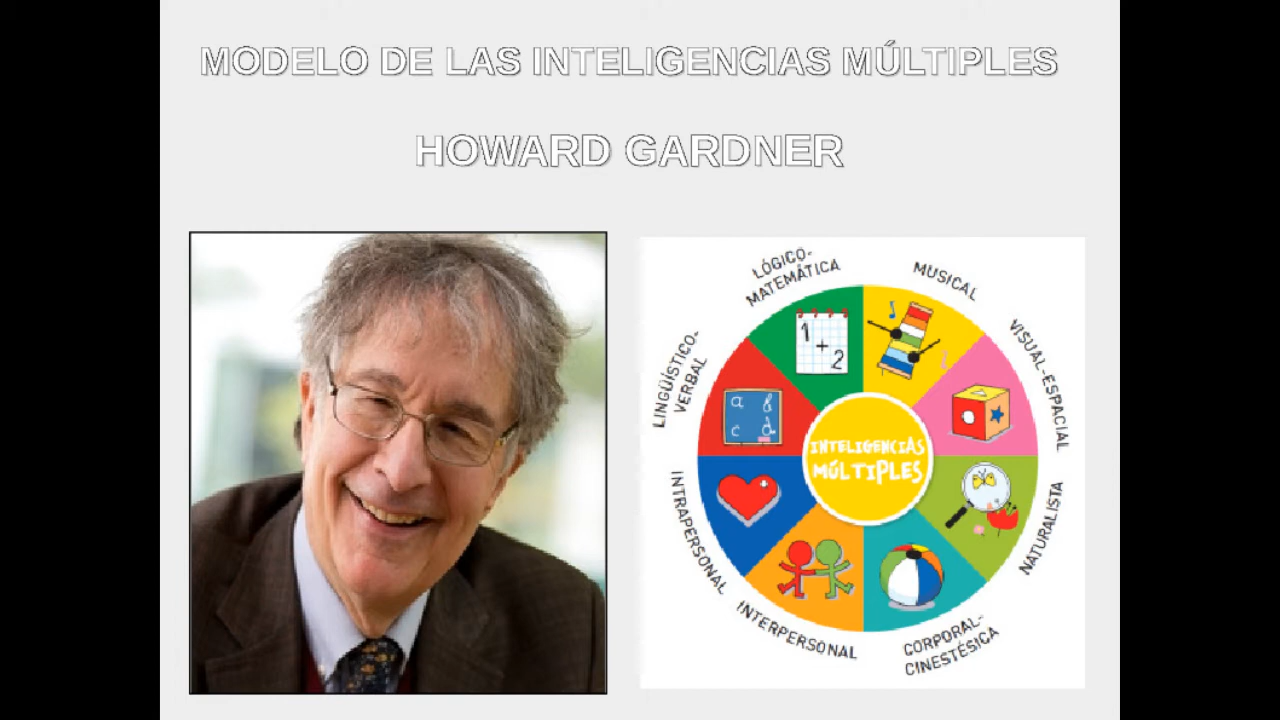 MODELO DE LAS INTELIGENCIAS MÚLTIPLES
HOWARD GARDNER
LÓGICO-
MATEMÁTICA
MUSICAL
VISUAL-ESPACIAL
NATURALISTA
CORPORAL-
CINESTÉSICA
INTERPERSONAL
INTRAPERSONAL
LINGÜÍSTICO-
VERBAL
1
+
2
a b
c d
INTELIGENCIAS
MÚLTIPLES